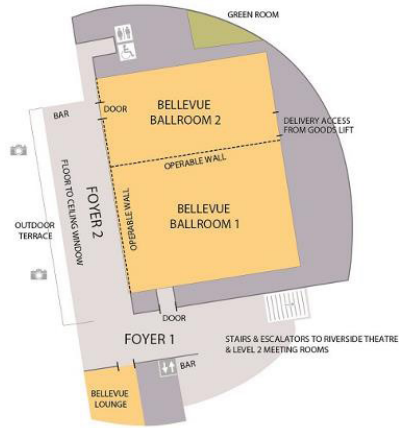 GREEN ROOM
BAR
DOOR
BELLEVUE
BALLROOM 2
DELIVERY ACCESS
FROM GOODS LIFT
OPERABLE WALL
FLOOR TO CEILING WINDOW
FOYER 2
OPERABLE WALL
BELLEVUE
BALLROOM 1
OUTDOOR
TERRACE
DOOR
FOYER 1
STAIRS & ESCALATORS TO RIVERSIDE THEATRE
& LEVEL 2 MEETING ROOMS
BAR
BELLEVUE
LOUNGE